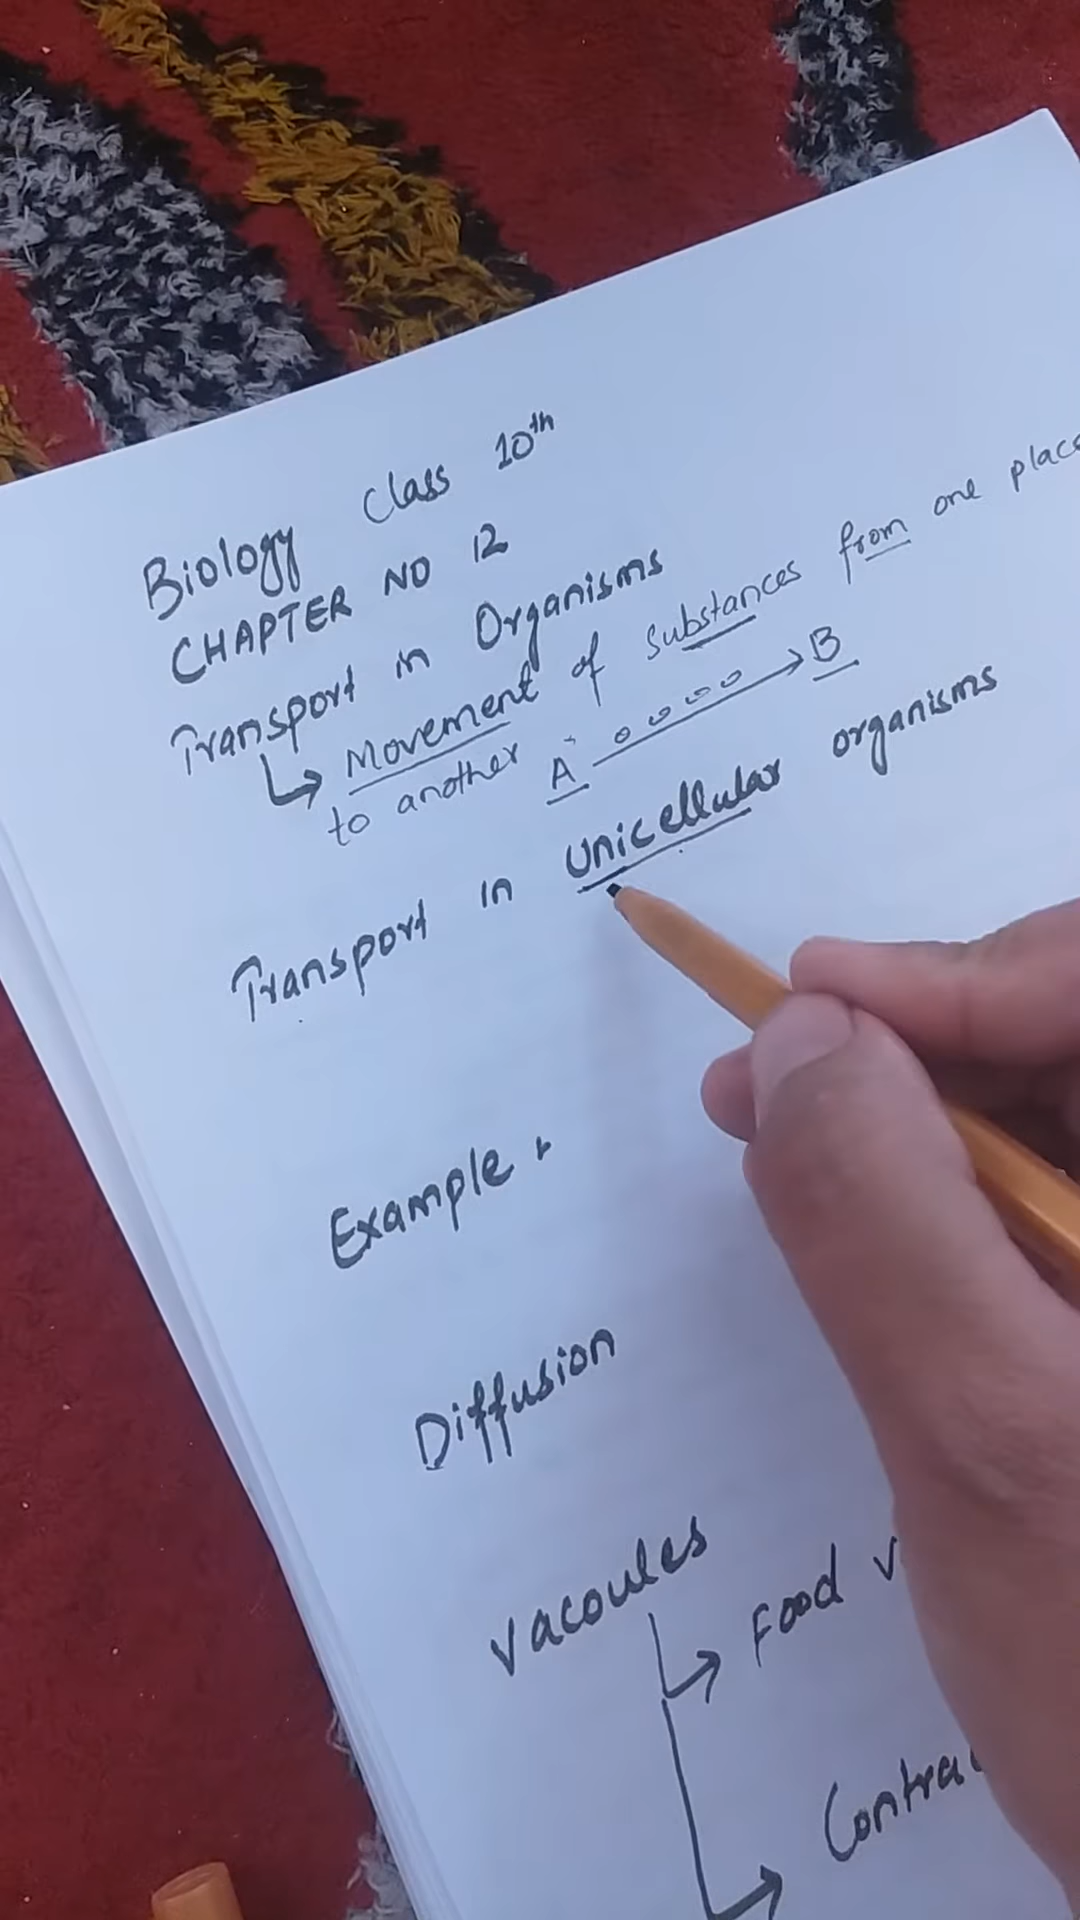 Biology Class 10th
CHAPTER NO 12
Transport in Organisms
Movement of substances from one place
to another A B
Transport in Unicellular organisms
Example
Diffusion
Vacoules
Food